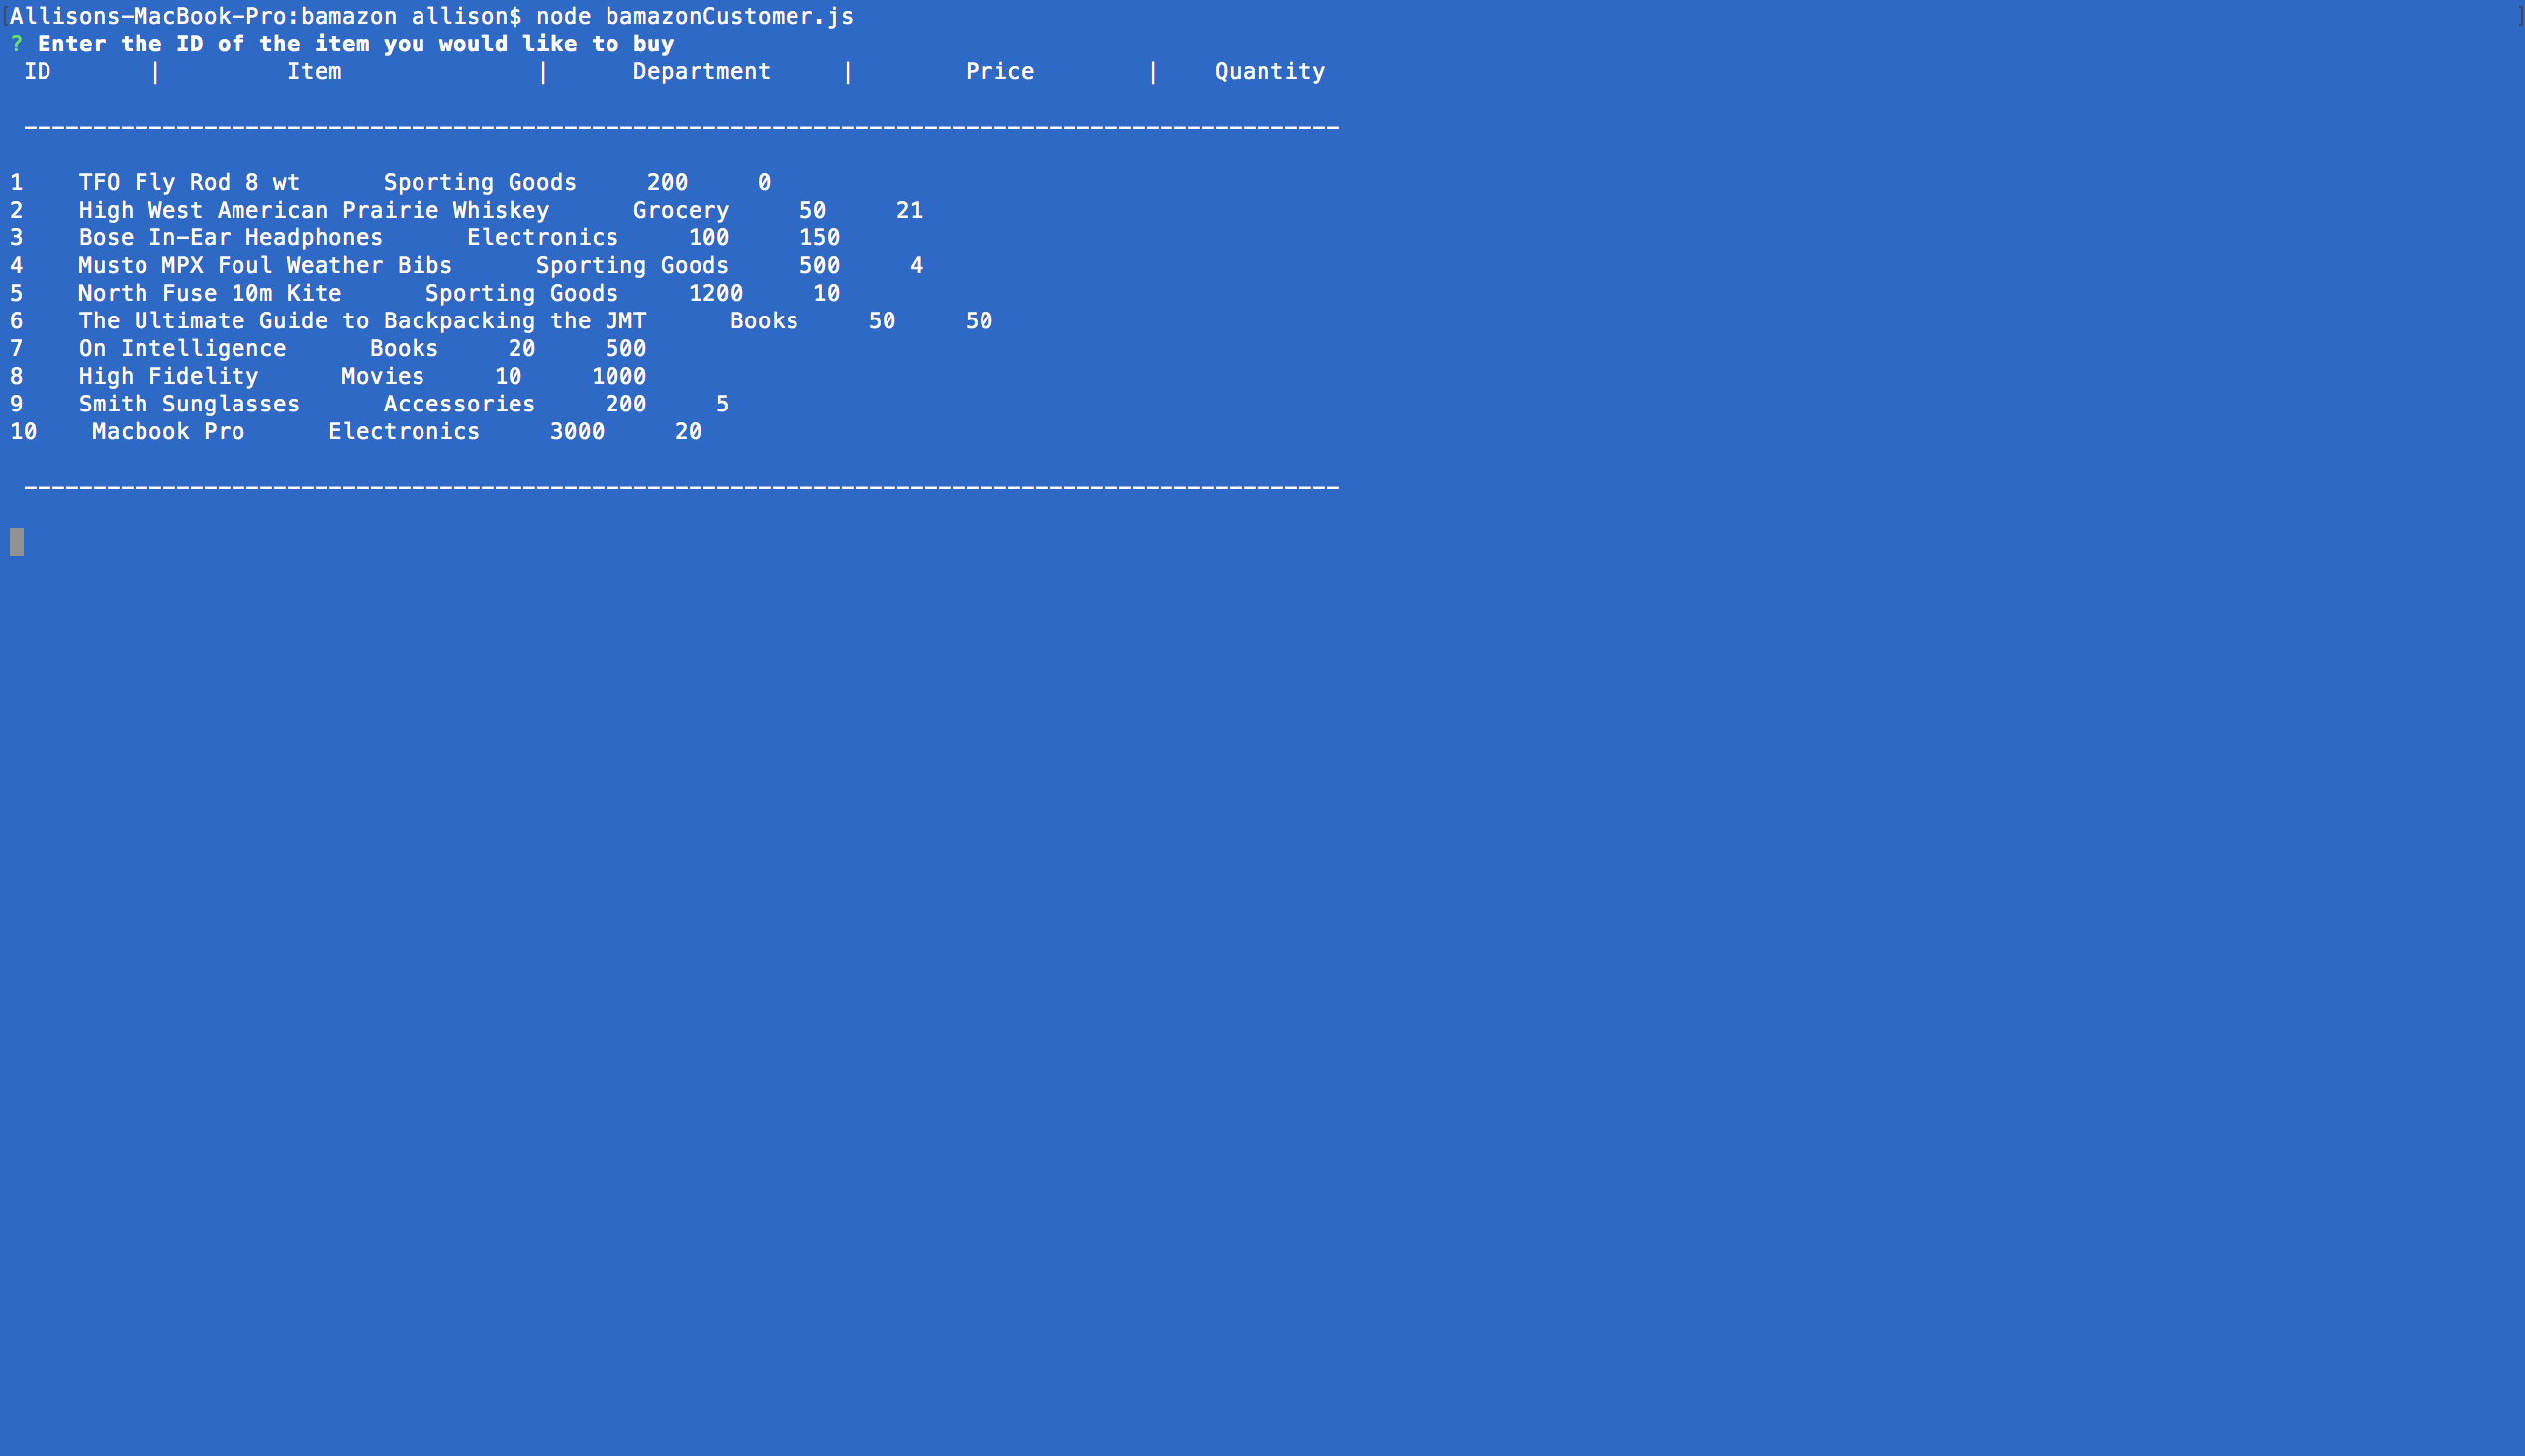 [Allisons-MacBook-Pro:bamazon allison$ node bamazonCustomer.js ]
? Enter the ID of the item you would like to buy
 ID       |         Item              |      Department     |        Price        |    Quantity
 -----------------------------------------------------------------------------------------------
1    TFO Fly Rod 8 wt      Sporting Goods     200     0
2    High West American Prairie Whiskey      Grocery     50     21
3    Bose In-Ear Headphones      Electronics     100     150
4    Musto MPX Foul Weather Bibs      Sporting Goods     500     4
5    North Fuse 10m Kite      Sporting Goods     1200     10
6    The Ultimate Guide to Backpacking the JMT      Books     50     50
7    On Intelligence      Books     20     500
8    High Fidelity      Movies     10     1000
9    Smith Sunglasses      Accessories     200     5
10    Macbook Pro      Electronics     3000     20
 -----------------------------------------------------------------------------------------------